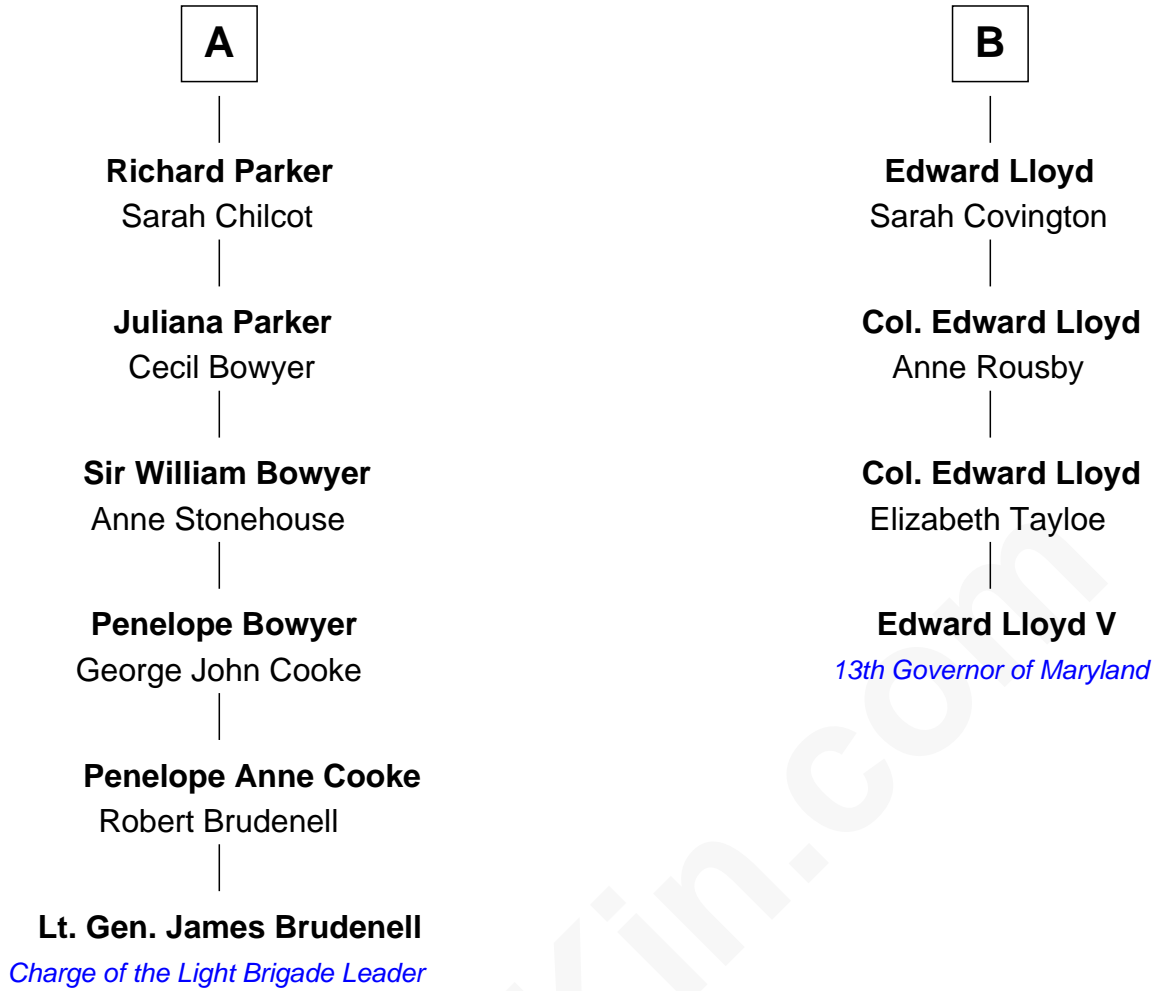 A
Richard Parker
Sarah Chilcot
Juliana Parker
Cecil Bowyer
Sir William Bowyer
Anne Stonehouse
Penelope Bowyer
George John Cooke
Penelope Anne Cooke
Robert Brudenell
Lt. Gen. James Brudenell
Charge of the Light Brigade Leader
B
Edward Lloyd
Sarah Covington
Col. Edward Lloyd
Anne Rousby
Col. Edward Lloyd
Elizabeth Tayloe
Edward Lloyd V
13th Governor of Maryland
Kin.com